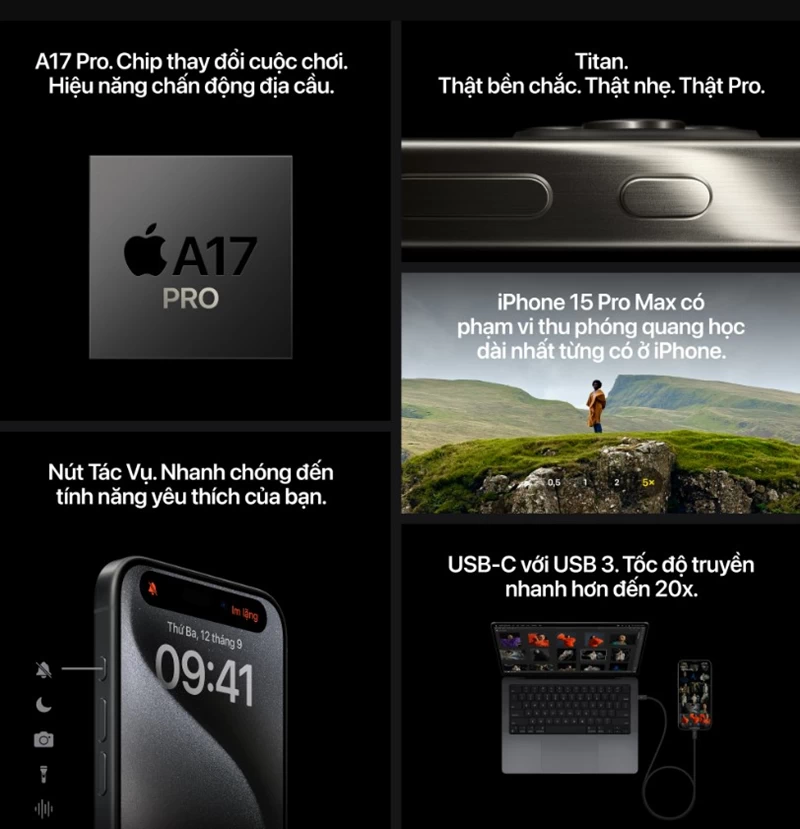 A17 Pro. Chip thay đổi cuộc chơi.
Hiệu năng chấn động địa cầu.
A17
PRO
Titan.
Thật bền chắc. Thật nhẹ. Thật Pro.
iPhone 15 Pro Max có
phạm vi thu phóng quang học
dài nhất từng có ở iPhone.
0,5 1 2 5×
Nút Tác Vụ. Nhanh chóng đến
tính năng yêu thích của bạn.
Im lặng
Thứ Ba, 12 tháng 9
09:41
USB-C với USB 3. Tốc độ truyền
nhanh hơn đến 20x.